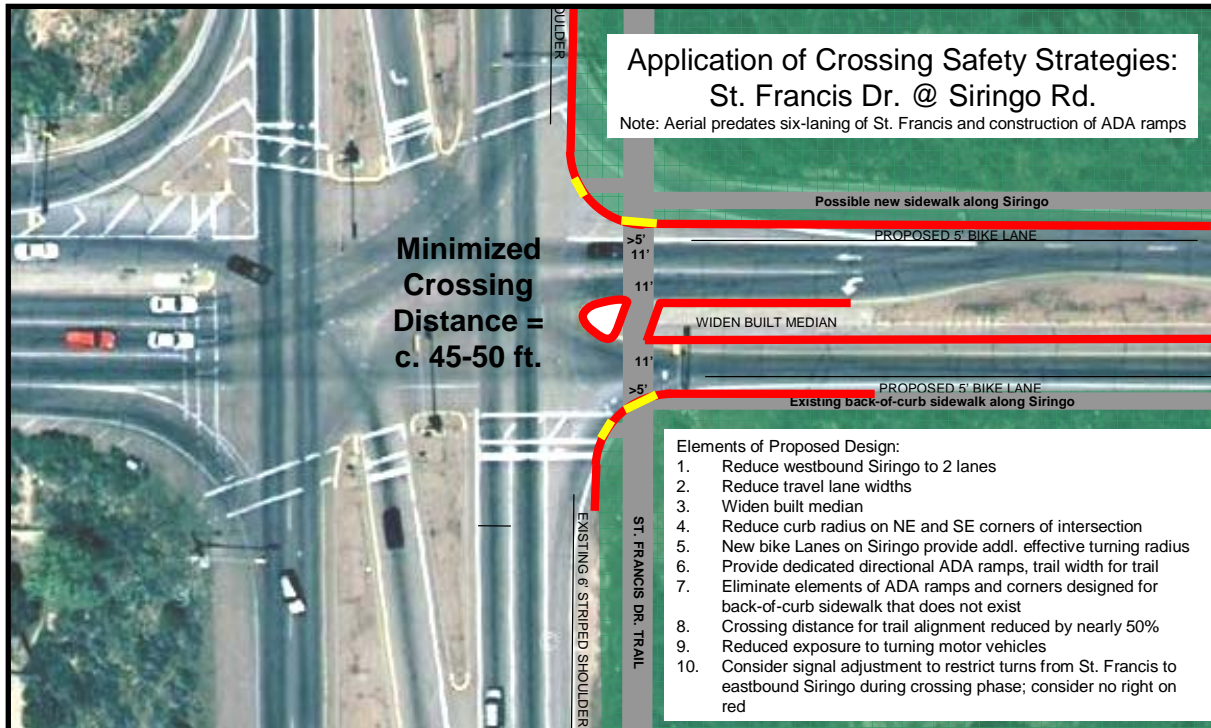 Application of Crossing Safety Strategies:
St. Francis Dr. @ Siringo Rd.
Note: Aerial predates six-laning of St. Francis and construction of ADA ramps
Possible new sidewalk along Siringo
PROPOSED 5' BIKE LANE
>5'
11'
11'
Minimized
Crossing
Distance =
c. 45-50 ft.
WIDEN BUILT MEDIAN
11'
>5'
PROPOSED 5' BIKE LANE
Existing back-of-curb sidewalk along Siringo
EXISTING 6' STRIPED SHOULDER
ST. FRANCIS DR. TRAIL
Elements of Proposed Design:
1. Reduce westbound Siringo to 2 lanes
2. Reduce travel lane widths
3. Widen built median
4. Reduce curb radius on NE and SE corners of intersection
5. New bike Lanes on Siringo provide addl. effective turning radius
6. Provide dedicated directional ADA ramps, trail width for trail
7. Eliminate elements of ADA ramps and corners designed for
back-of-curb sidewalk that does not exist
8. Crossing distance for trail alignment reduced by nearly 50%
9. Reduced exposure to turning motor vehicles
10. Consider signal adjustment to restrict turns from St. Francis to
eastbound Siringo during crossing phase; consider no right on
red